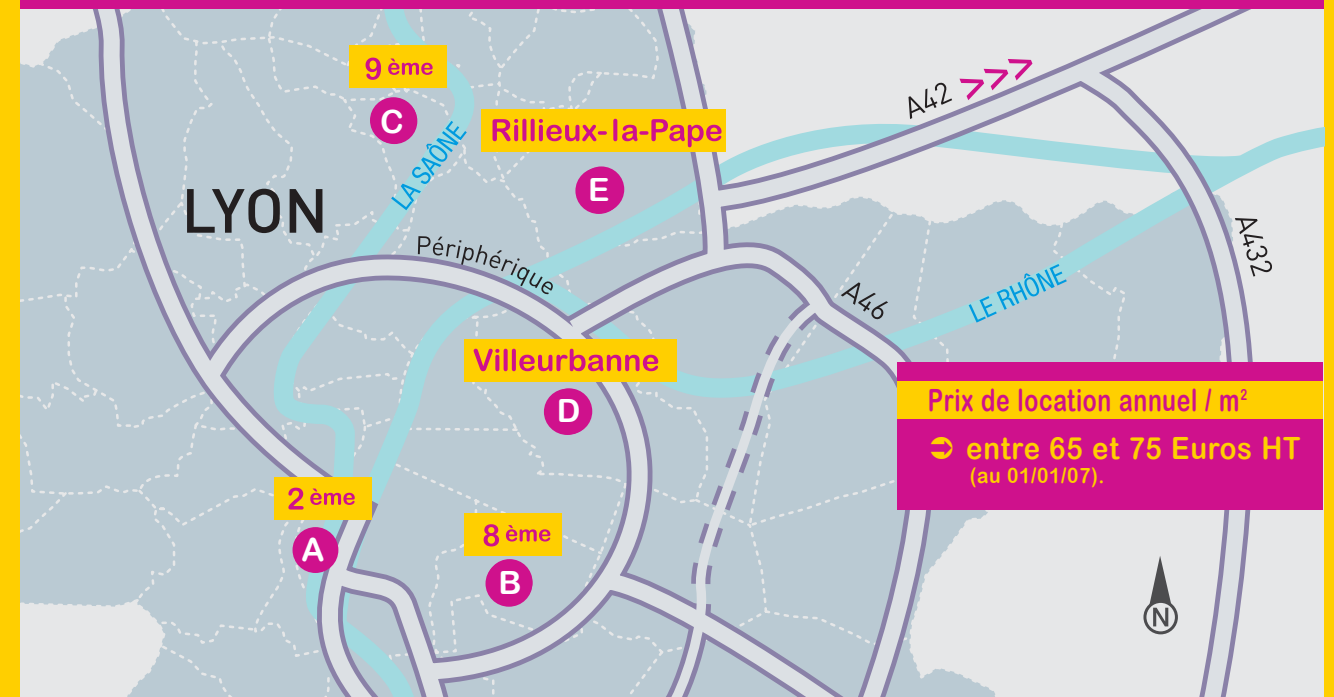 9 ème
C
Rillieux-la-Pape
E
A42 >>>
LA SAÔNE
LYON
Périphérique
A432
A46
LE RHÔNE
Villeurbanne
D
Prix de location annuel / m²
➲ entre 65 et 75 Euros HT
(au 01/01/07).
2 ème
A
8 ème
B
N